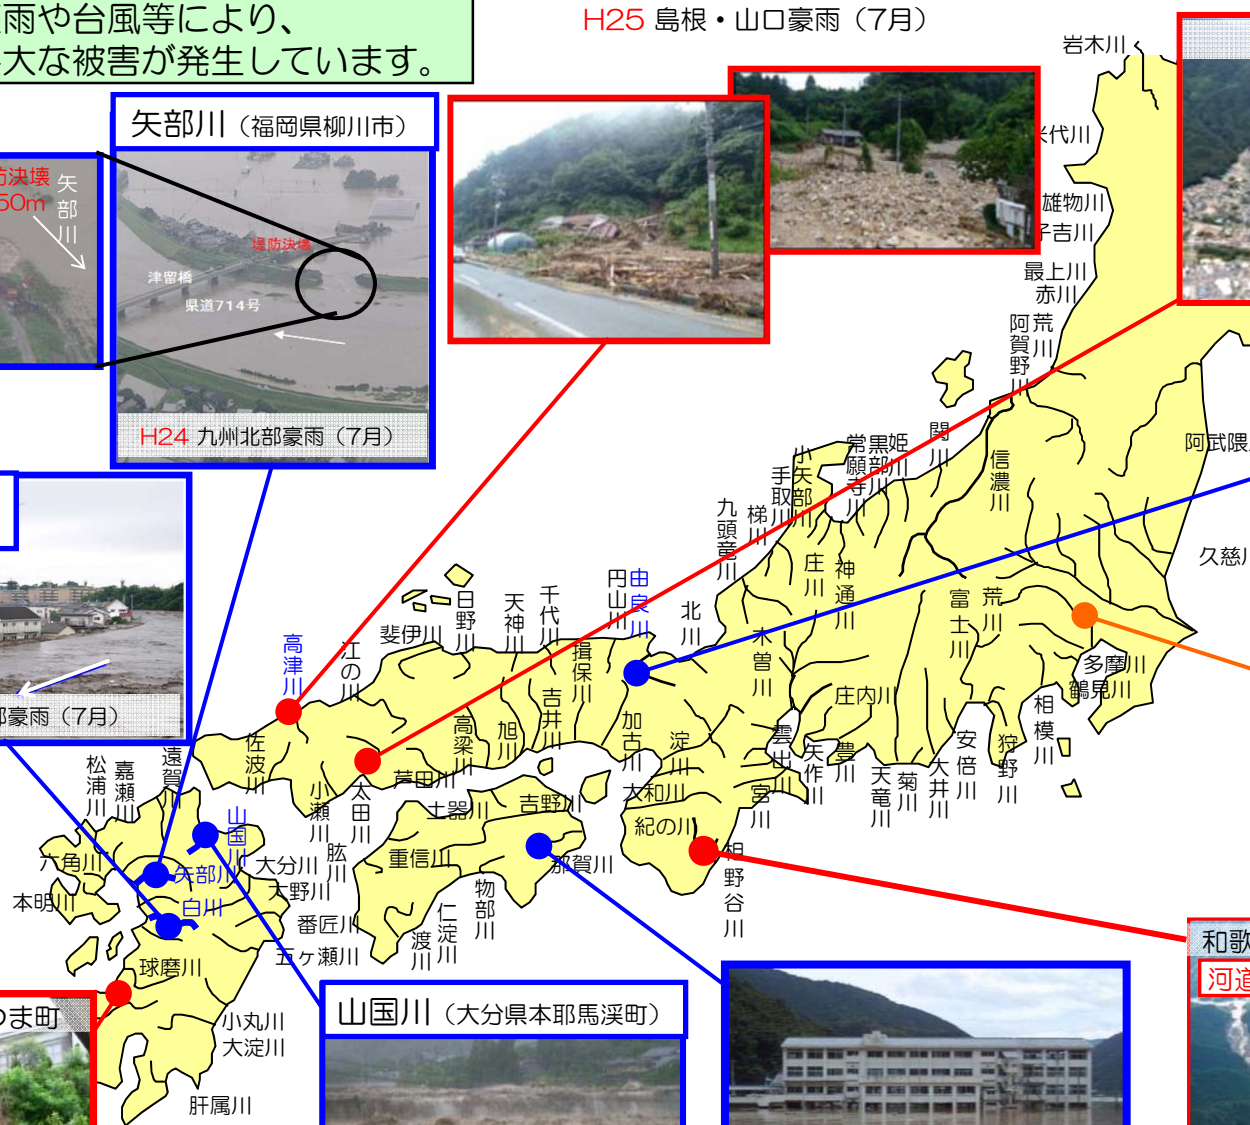 雨や台風等により、
大な被害が発生しています。
H25 島根・山口豪雨（7月）
矢部川（福岡県柳川市）
防決壊
50m
矢部川
堤防決壊
津留橋
県道714号
H24 九州北部豪雨（7月）
部豪雨（7月）
岩木川
米代川
雄物川
子吉川
最上川
赤川
荒川
阿賀野川
信濃川
関川
姫川
黒部川
常願寺川
小矢部川
手取川
梯川
九頭竜川
庄川
神通川
阿武隈
久慈川
富士川
荒川
多摩川
鶴見川
相模川
狩野川
安倍川
大井川
菊川
天竜川
豊川
矢作川
庄内川
木曽川
雲出川
宮川
北川
由良川
円山川
千代川
天神川
日野川
斐伊川
江の川
高津川
揖保川
吉井川
旭川
高梁川
芦田川
加古川
淀川
大和川
紀の川
相野谷川
佐波川
小瀬川
太田川
土器川
吉野川
那賀川
重信川
肱川
物部川
仁淀川
渡川
遠賀川
嘉瀬川
松浦川
山国川
六角川
矢部川
本明川
白川
大分川
大野川
番匠川
五ヶ瀬川
球磨川
小丸川
大淀川
肝属川
つま町
山国川（大分県本耶馬渓町）
和歌
河道